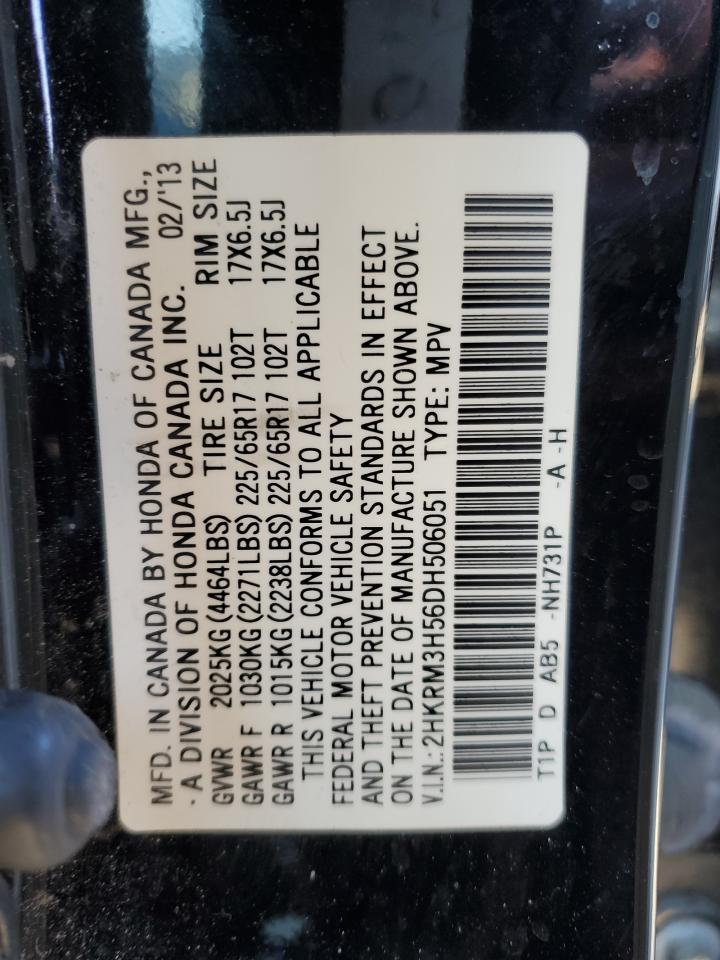 MFD. IN CANADA BY HONDA OF CANADA MFG.,
A DIVISION OF HONDA CANADA INC. 02/'13
GVWR 2025KG (4464LBS) TIRE SIZE RIM SIZE
GAWR F 1030KG (2271LBS) 225/65R17 102T 17X6.5J
GAWR R 1015KG (2238LBS) 225/65R17 102T 17X6.5J
THIS VEHICLE CONFORMS TO ALL APPLICABLE
FEDERAL MOTOR VEHICLE SAFETY
AND THEFT PREVENTION STANDARDS IN EFFECT
ON THE DATE OF MANUFACTURE SHOWN ABOVE.
V.I.N.:2HKRM3H56DH506051 TYPE: MPV
T1P D AB5 -NH731P -A -H